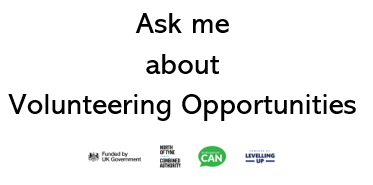 Ask me
about
Volunteering Opportunities
Funded by
UK Government
NORTH
OF TYNE
COMBINED
AUTHORITY
CAN
LEVELLING
UP